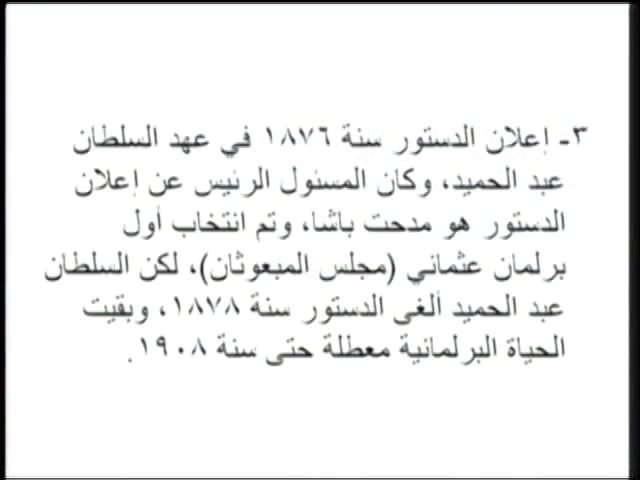 ٣- إعلان الدستور سنة ١٨٧٦ في عهد السلطان
عبد الحميد، وكان المسئول الرئيس عن إعلان
الدستور هو مدحت باشا، وتم انتخاب أول
برلمان عثماني (مجلس المبعوثان)، لكن السلطان
عبد الحميد ألغى الدستور سنة ١٨٧٨، وبقيت
الحياة البرلمانية معطلة حتى سنة ١٩٠٨.